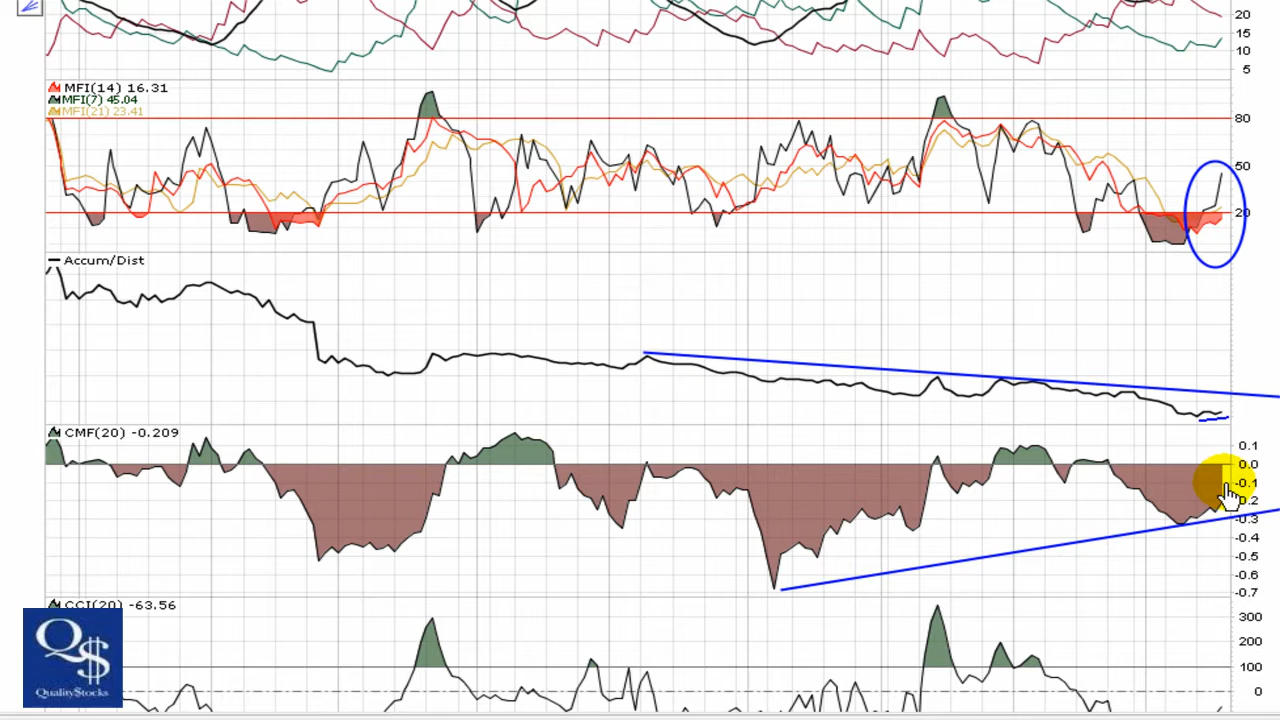 20
15
10
5
MFI(14) 16.31
MFI(7) 45.04
MFI(21) 23.41
80
50
20
Accum/Dist
CMF(20) -0.209
0.1
0.0
-0.1
-0.2
-0.3
-0.4
-0.5
-0.6
-0.7
CCI(20) -63.56
300
200
100
0
Q$
QualityStocks